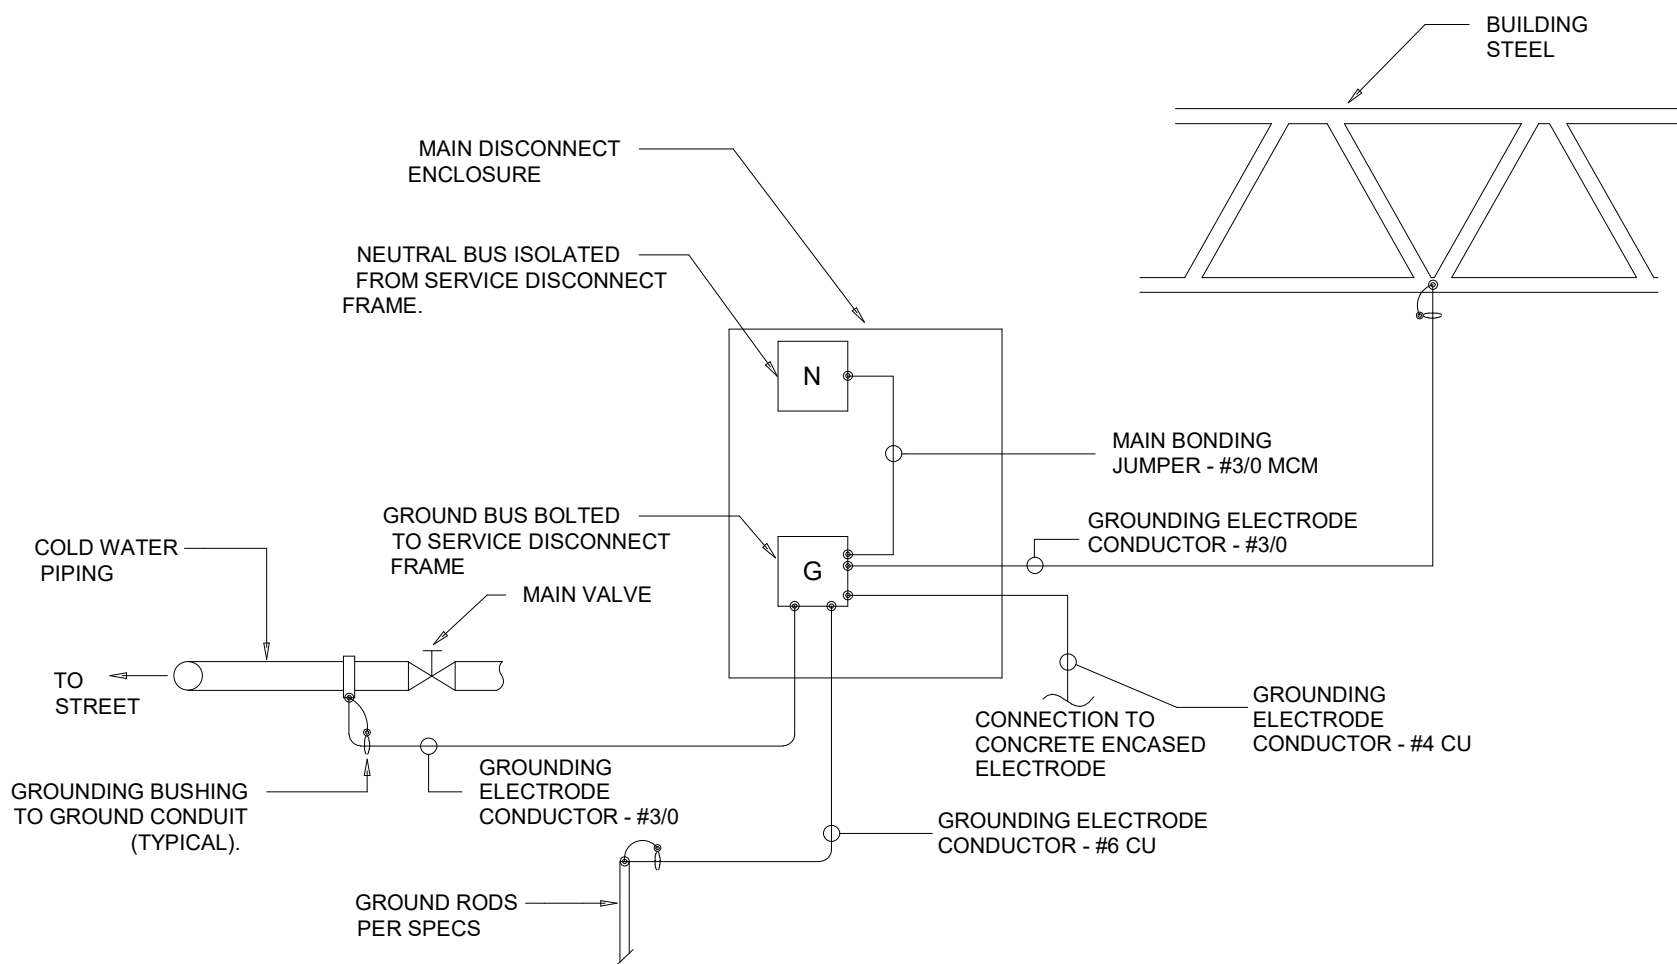 BUILDING
STEEL
MAIN DISCONNECT
ENCLOSURE
NEUTRAL BUS ISOLATED
FROM SERVICE DISCONNECT
FRAME.
N
MAIN BONDING
JUMPER - #3/0 MCM
GROUND BUS BOLTED
TO SERVICE DISCONNECT
FRAME
G
GROUNDING ELECTRODE
CONDUCTOR - #3/0
COLD WATER
PIPING
MAIN VALVE
TO
STREET
CONNECTION TO
CONCRETE ENCASED
ELECTRODE
GROUNDING
ELECTRODE
CONDUCTOR - #4 CU
GROUNDING BUSHING
TO GROUND CONDUIT
(TYPICAL).
GROUNDING
ELECTRODE
CONDUCTOR - #3/0
GROUNDING ELECTRODE
CONDUCTOR - #6 CU
GROUND RODS
PER SPECS